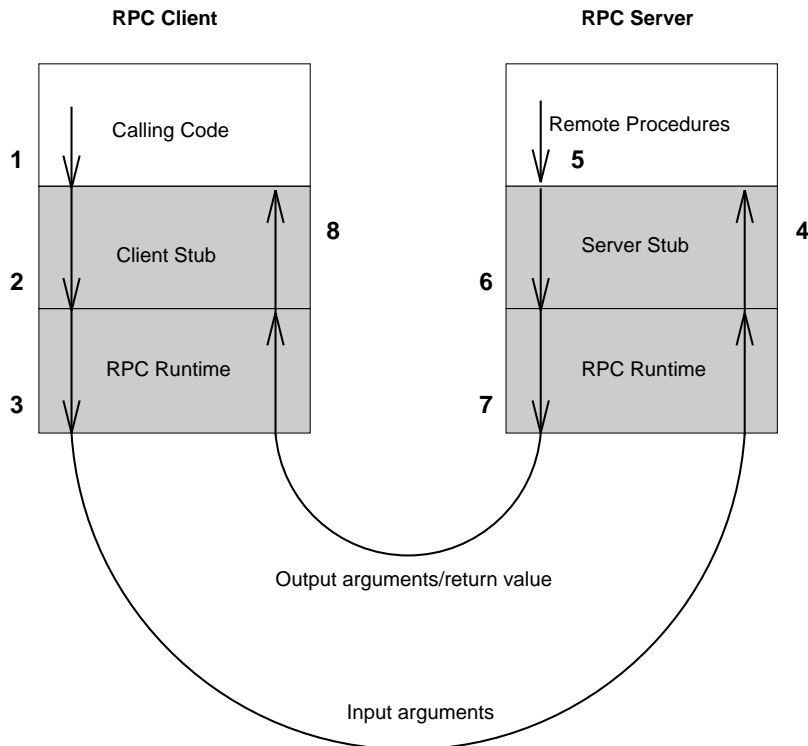 RPC Client
RPC Server
Calling Code
Remote Procedures
1
5
Client Stub
8
Server Stub
4
2
6
RPC Runtime
RPC Runtime
3
7
Output arguments/return value
Input arguments